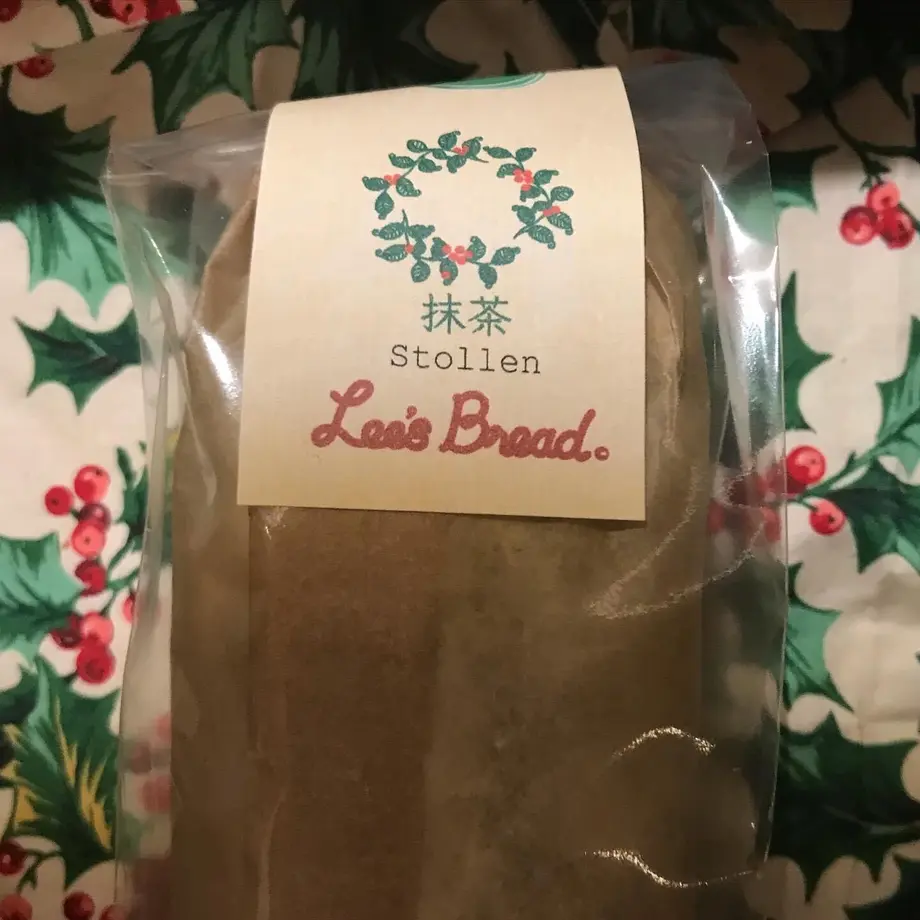 抹茶
Stollen
Lee's Bread.